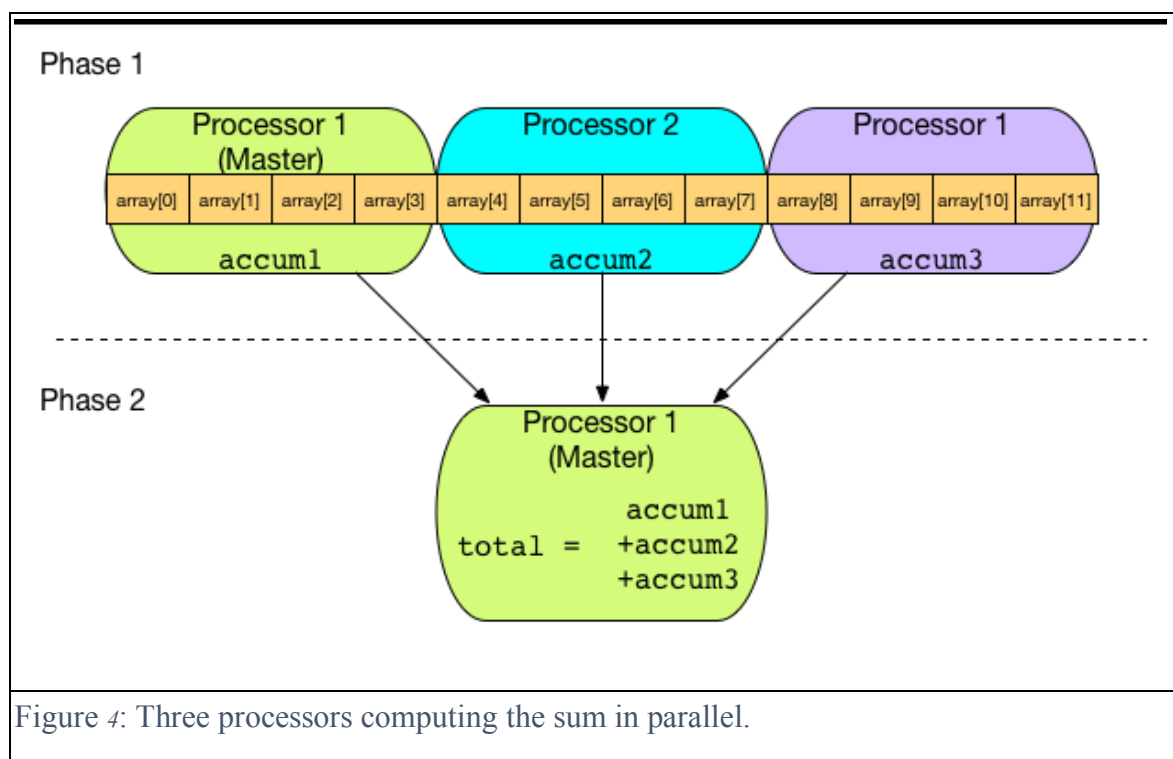 Phase 1
Processor 1
(Master)
Processor 2
Processor 1
array[0] array[1] array[2] array[3] array[4] array[5] array[6] array[7] array[8] array[9] array[10] array[11]
accum1
accum2
accum3
Phase 2
Processor 1
(Master)
accum1
total = +accum2
+accum3
Figure 4: Three processors computing the sum in parallel.